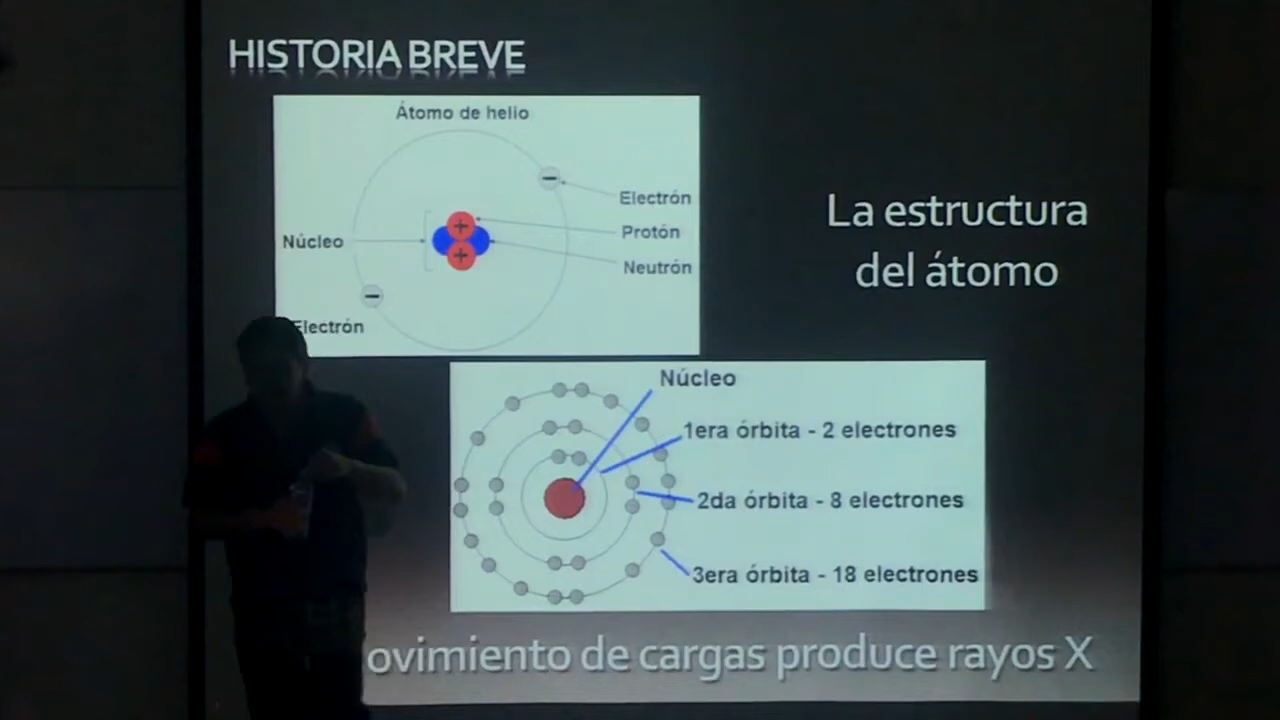 HISTORIA BREVE
Átomo de helio
Electrón
Protón
Núcleo
Neutrón
Electrón
La estructura
del átomo
Núcleo
1era órbita - 2 electrones
2da órbita - 8 electrones
3era órbita - 18 electrones
ovimiento de cargas produce rayos X